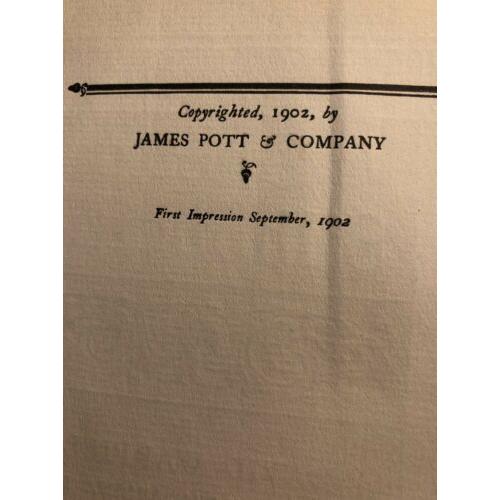 Copyrighted, 1902, by
JAMES POTT & COMPANY
First Impression September, 1902